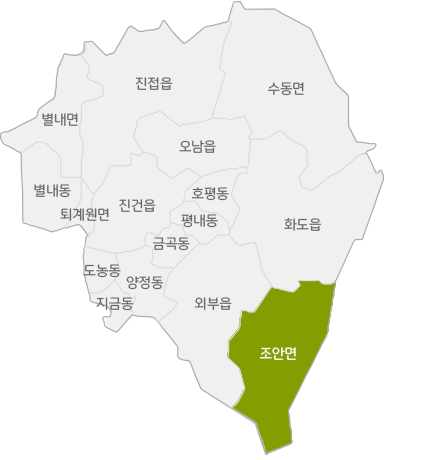 진접읍
수동면
별내면
오남읍
별내동
호평동
진건읍
퇴계원면
평내동
화도읍
금곡동
도농동
양정동
지금동
외부읍
조안면